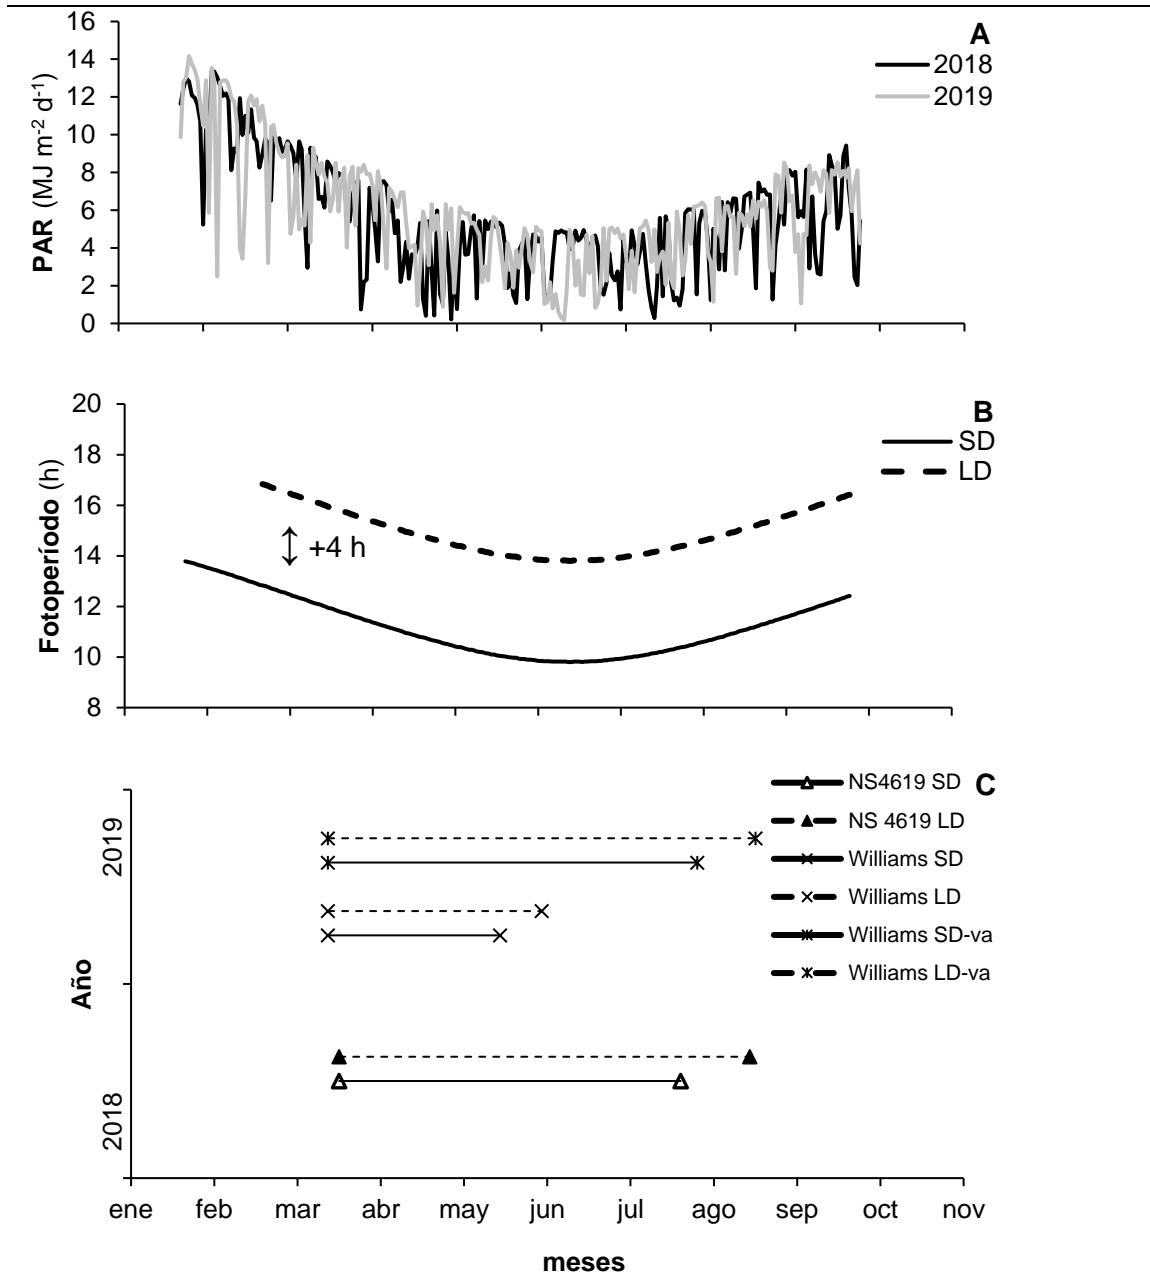 A
16
14
12
10
8
6
4
2
0
PAR (MJ m⁻² d⁻¹)
2018
2019
B
20
18
16
14
12
10
8
Fotoperíodo (h)
SD
LD
+4 h
C
NS4619 SD
NS 4619 LD
Williams SD
Williams LD
Williams SD-va
Williams LD-va
2019
Año
2018
ene feb mar abr may jun jul ago sep oct nov
meses